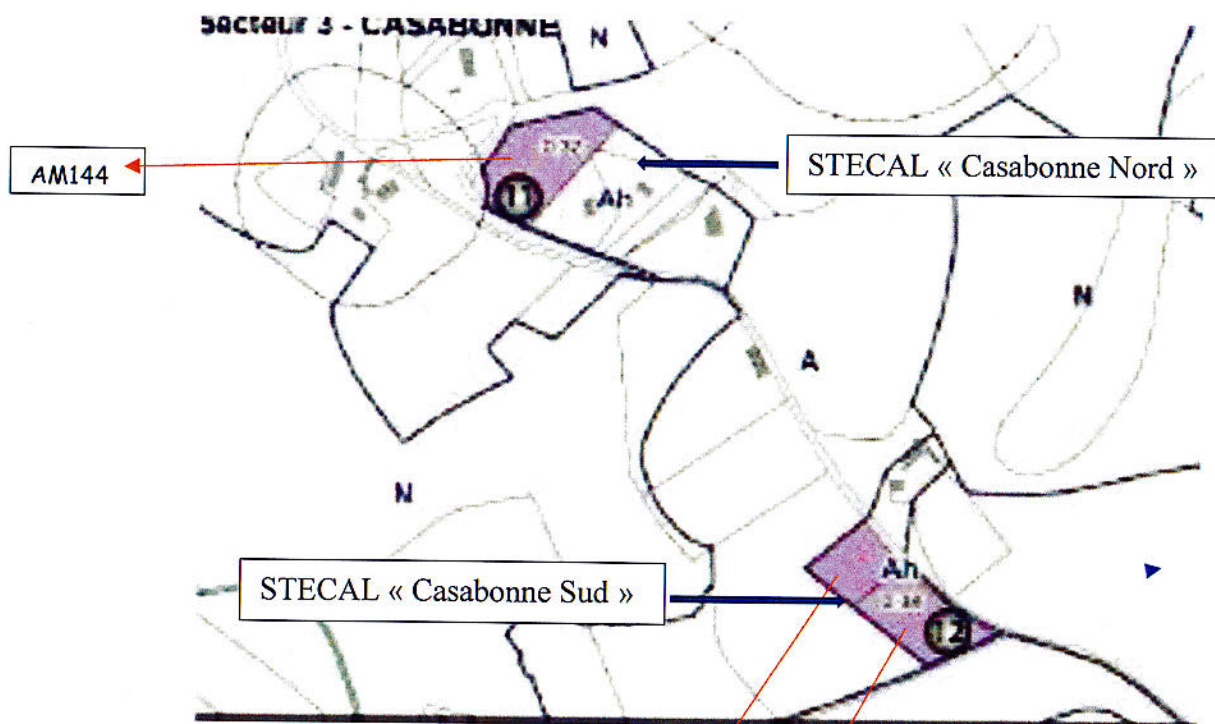 Secteur 3 - CASABONNE
N
AM144
STECAL « Casabonne Nord »
11
Ah
N
A
N
STECAL « Casabonne Sud »
Ah
12